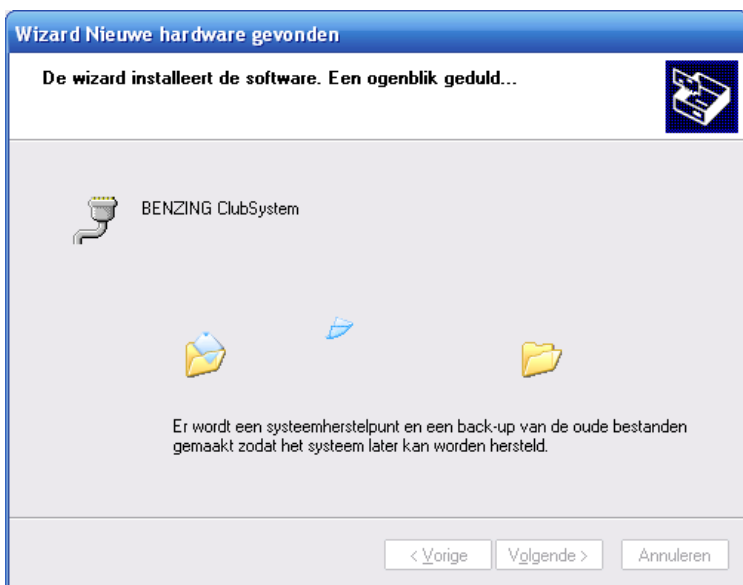 Wizard Nieuwe hardware gevonden
De wizard installeert de software. Een ogenblik geduld...
BENZING ClubSystem
Er wordt een systeemherstelpunt en een back-up van de oude bestanden
gemaakt zodat het systeem later kan worden hersteld.
< Vorige
Volgende >
Annuleren